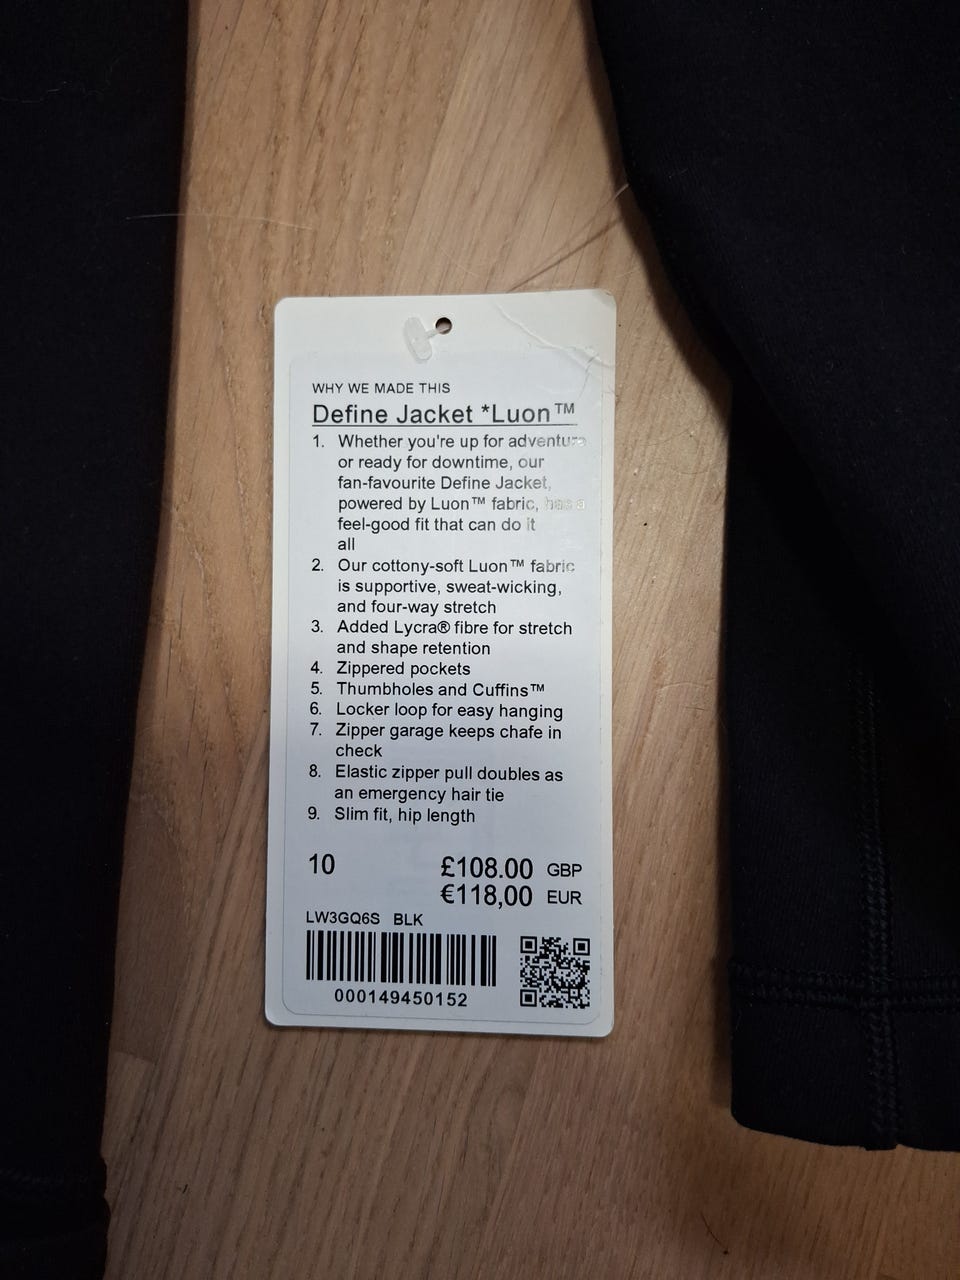 WHY WE MADE THIS
Define Jacket *Luon™
1. Whether you're up for adventure
or ready for downtime, our
fan-favourite Define Jacket,
powered by Luon™ fabric, has a
feel-good fit that can do it
all
2. Our cottony-soft Luon™ fabric
is supportive, sweat-wicking,
and four-way stretch
3. Added Lycra® fibre for stretch
and shape retention
4. Zippered pockets
5. Thumbholes and Cuffins™
6. Locker loop for easy hanging
7. Zipper garage keeps chafe in
check
8. Elastic zipper pull doubles as
an emergency hair tie
9. Slim fit, hip length
10 £108.00 GBP
€118,00 EUR
LW3GQ6S BLK
000149450152